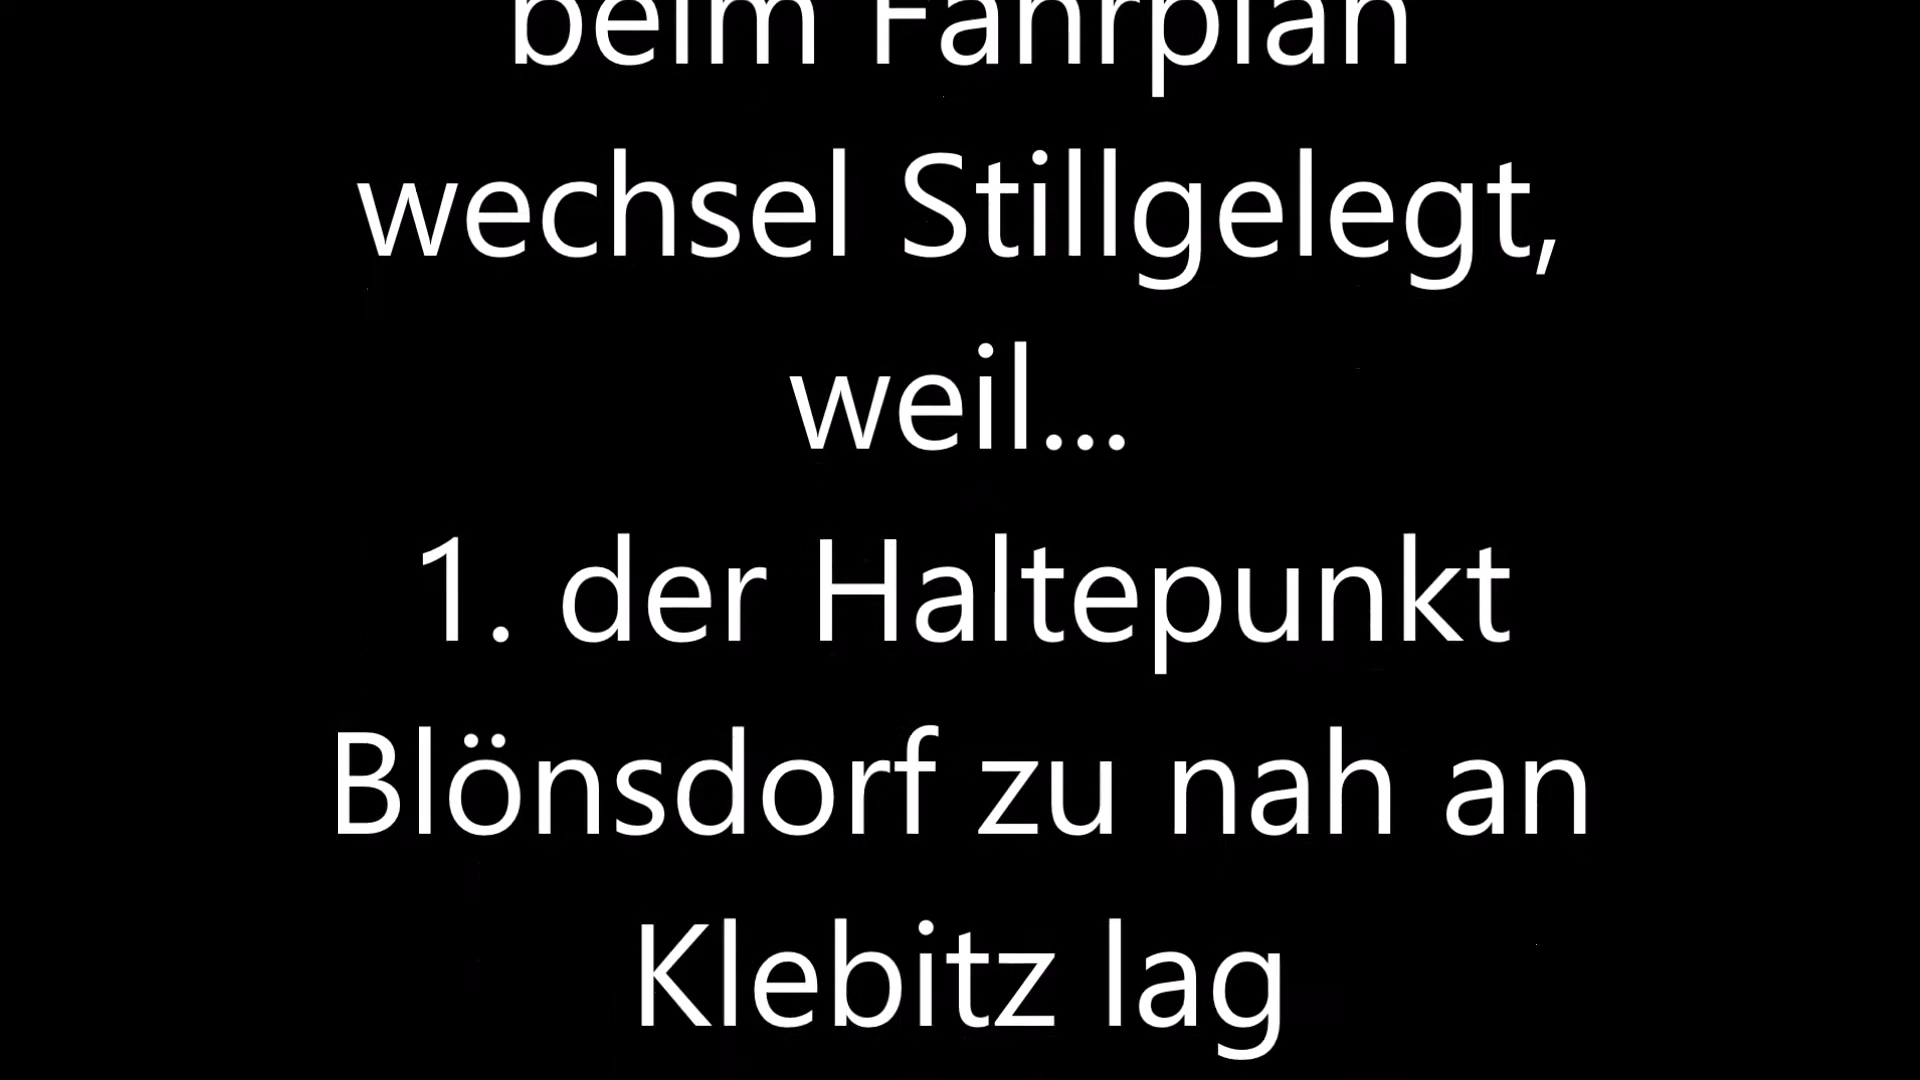 beim Fahrplan
wechsel Stillgelegt,
weil...
1. der Haltepunkt
Blönsdorf zu nah an
Klebitz lag